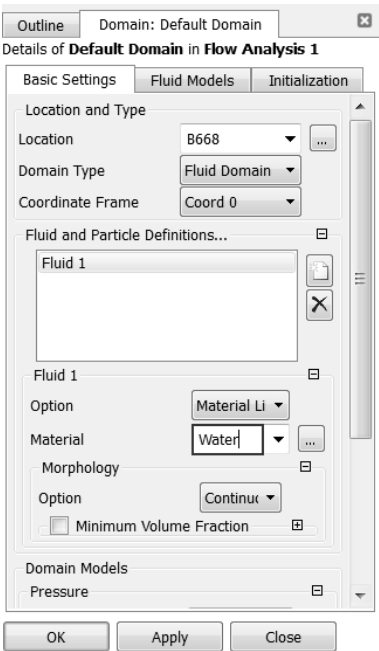 Outline Domain: Default Domain
Details of Default Domain in Flow Analysis 1
Basic Settings Fluid Models Initialization
Location and Type
Location B668 ...
Domain Type Fluid Domain
Coordinate Frame Coord 0
Fluid and Particle Definitions...
Fluid 1
Fluid 1
Option Material Li
Material Water ...
Morphology
Option Continuc
Minimum Volume Fraction
Domain Models
Pressure
OK Apply Close